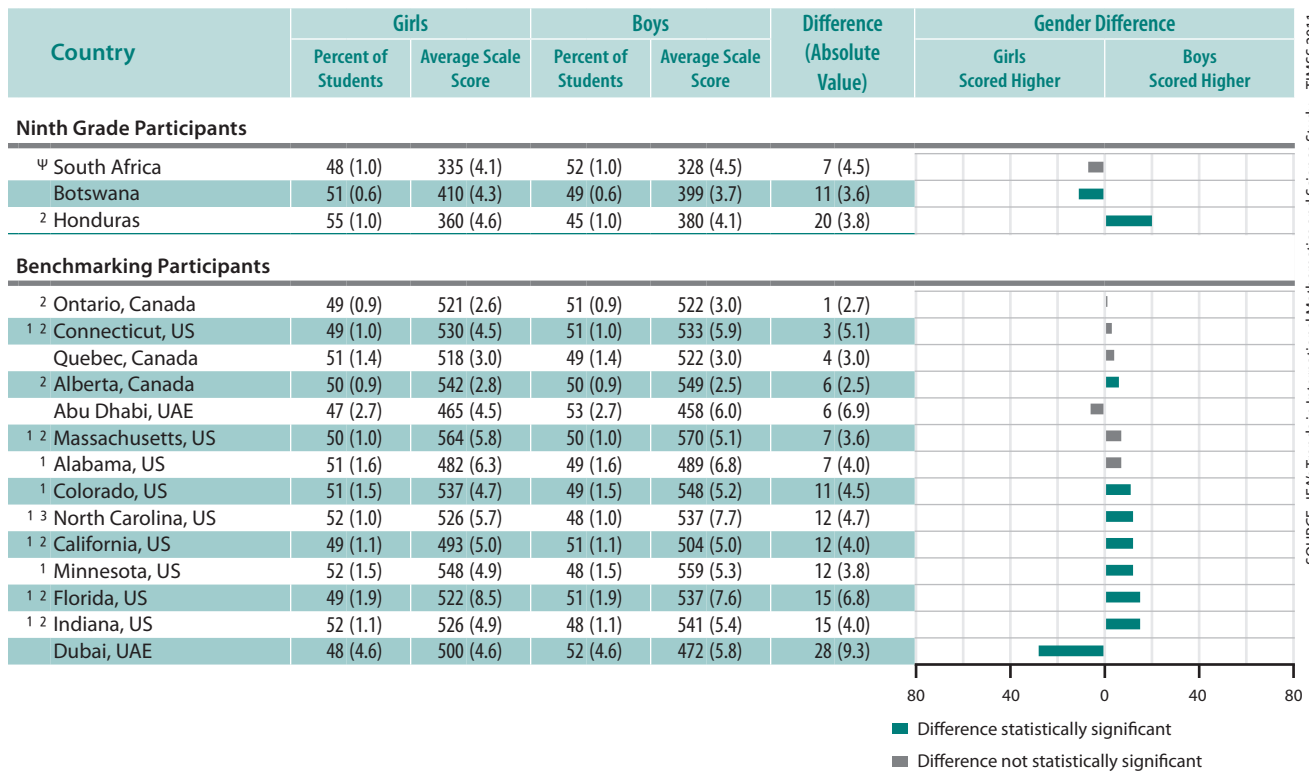 Country Girls Boys Difference (Absolute Value) Gender Difference
Percent of Students Average Scale Score Percent of Students Average Scale Score Girls Scored Higher Boys Scored Higher
Ninth Grade Participants
Ψ South Africa 48 (1.0) 335 (4.1) 52 (1.0) 328 (4.5) 7 (4.5)
Botswana 51 (0.6) 410 (4.3) 49 (0.6) 399 (3.7) 11 (3.6)
2 Honduras 55 (1.0) 360 (4.6) 45 (1.0) 380 (4.1) 20 (3.8)
Benchmarking Participants
2 Ontario, Canada 49 (0.9) 521 (2.6) 51 (0.9) 522 (3.0) 1 (2.7)
1 2 Connecticut, US 49 (1.0) 530 (4.5) 51 (1.0) 533 (5.9) 3 (5.1)
Quebec, Canada 51 (1.4) 518 (3.0) 49 (1.4) 522 (3.0) 4 (3.0)
2 Alberta, Canada 50 (0.9) 542 (2.8) 50 (0.9) 549 (2.5) 6 (2.5)
Abu Dhabi, UAE 47 (2.7) 465 (4.5) 53 (2.7) 458 (6.0) 6 (6.9)
1 2 Massachusetts, US 50 (1.0) 564 (5.8) 50 (1.0) 570 (5.1) 7 (3.6)
1 Alabama, US 51 (1.6) 482 (6.3) 49 (1.6) 489 (6.8) 7 (4.0)
1 Colorado, US 51 (1.5) 537 (4.7) 49 (1.5) 548 (5.2) 11 (4.5)
1 3 North Carolina, US 52 (1.0) 526 (5.7) 48 (1.0) 537 (7.7) 12 (4.7)
1 2 California, US 49 (1.1) 493 (5.0) 51 (1.1) 504 (5.0) 12 (4.0)
1 Minnesota, US 52 (1.5) 548 (4.9) 48 (1.5) 559 (5.3) 12 (3.8)
1 2 Florida, US 49 (1.9) 522 (8.5) 51 (1.9) 537 (7.6) 15 (6.8)
1 2 Indiana, US 52 (1.1) 526 (4.9) 48 (1.1) 541 (5.4) 15 (4.0)
Dubai, UAE 48 (4.6) 500 (4.6) 52 (4.6) 472 (5.8) 28 (9.3)
80 40 0 40 80
Difference statistically significant
Difference not statistically significant